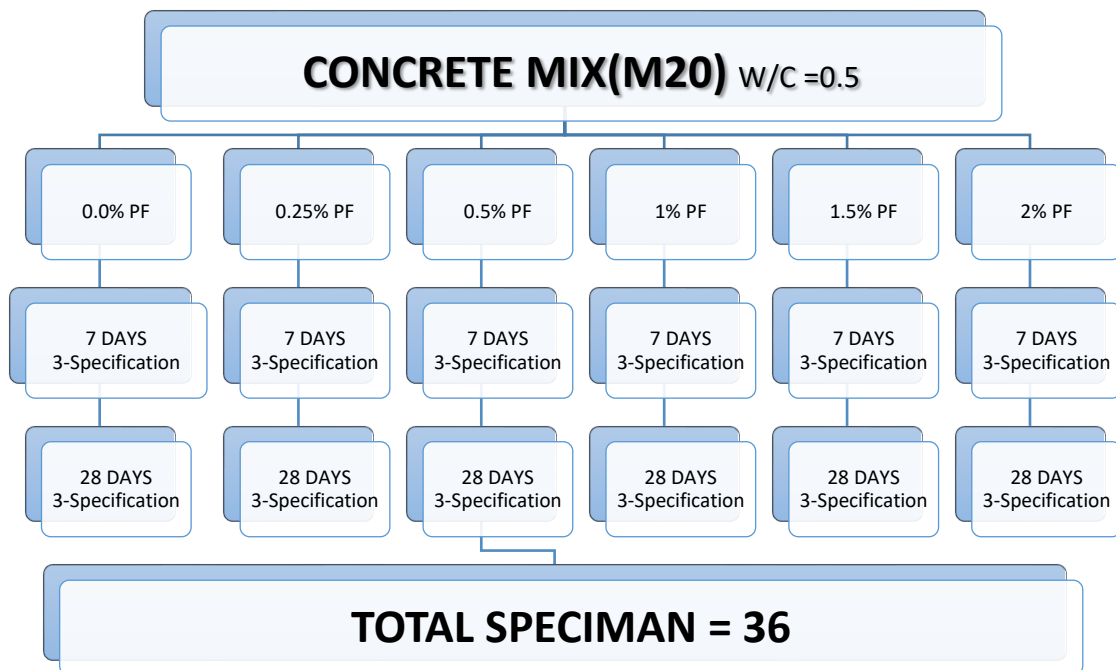 CONCRETE MIX(M20) W/C =0.5
0.0% PF
0.25% PF
0.5% PF
1% PF
1.5% PF
2% PF
7 DAYS
3-Specification
7 DAYS
3-Specification
7 DAYS
3-Specification
7 DAYS
3-Specification
7 DAYS
3-Specification
7 DAYS
3-Specification
28 DAYS
3-Specification
28 DAYS
3-Specification
28 DAYS
3-Specification
28 DAYS
3-Specification
28 DAYS
3-Specification
28 DAYS
3-Specification
TOTAL SPECIMAN = 36